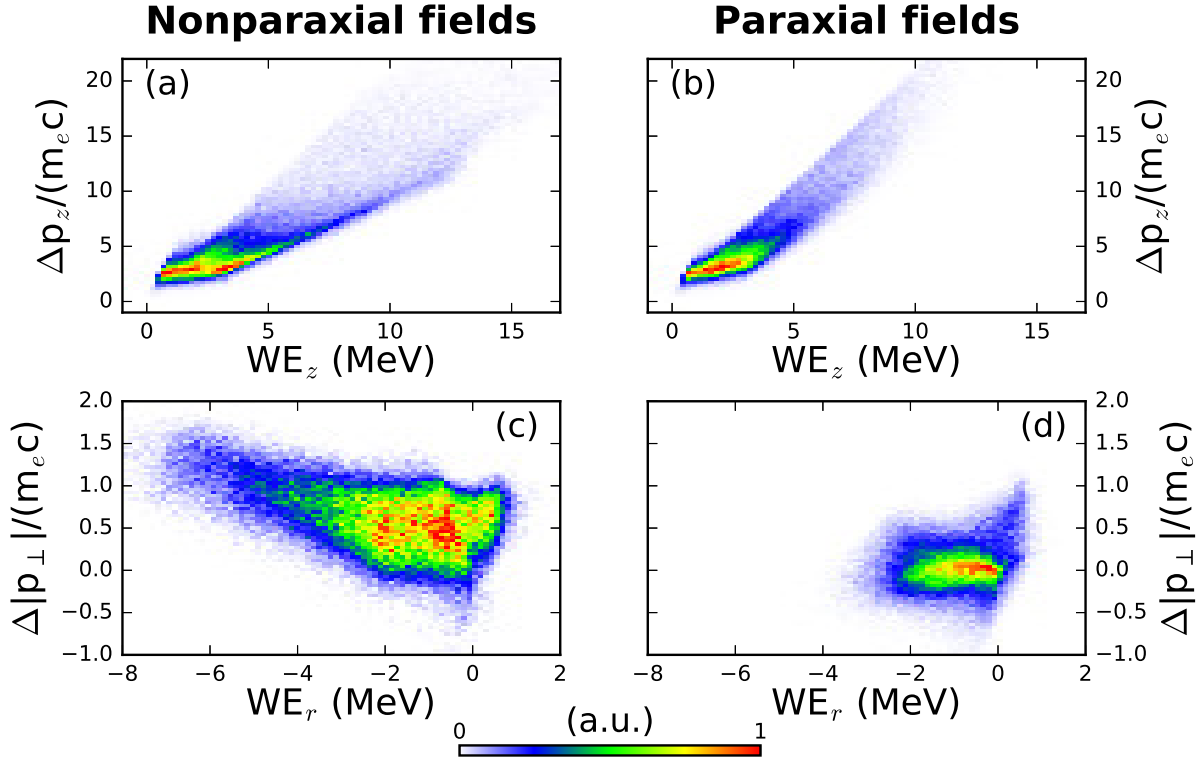 Nonparaxial fields
Paraxial fields
(a)
20
15
10
5
0
Δp_z/(m_e c)
0 5 10 15
WE_z (MeV)
(b)
20
15
10
5
0
Δp_z/(m_e c)
0 5 10 15
WE_z (MeV)
(c)
2.0
1.5
1.0
0.5
0.0
−0.5
−1.0
Δ|p_⊥|/(m_e c)
−8 −6 −4 −2 0 2
WE_r (MeV)
(d)
2.0
1.5
1.0
0.5
0.0
−0.5
−1.0
Δ|p_⊥|/(m_e c)
−8 −6 −4 −2 0 2
WE_r (MeV)
(a.u.)
0 1